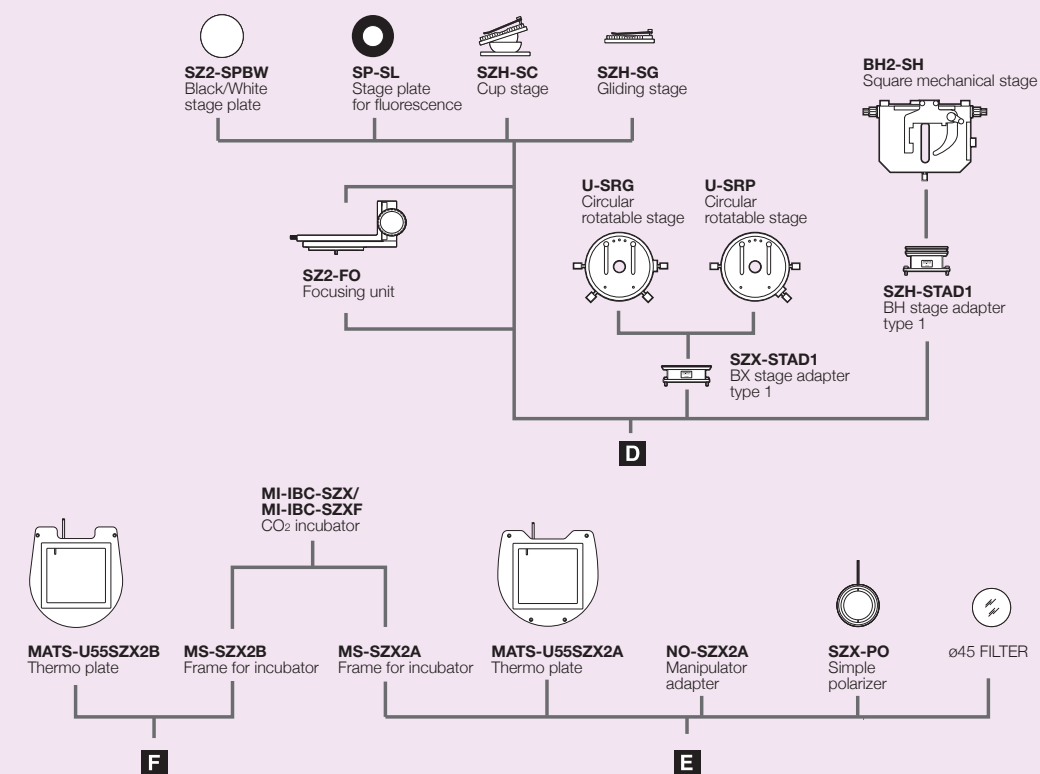 SZ2-SPBW
Black/White
stage plate
SP-SL
Stage plate
for fluorescence
SZH-SC
Cup stage
SZH-SG
Gliding stage
BH2-SH
Square mechanical stage
U-SRG
Circular
rotatable stage
U-SRP
Circular
rotatable stage
SZ2-FO
Focusing unit
SZH-STAD1
BH stage adapter
type 1
SZX-STAD1
BX stage adapter
type 1
D
MI-IBC-SZX/
MI-IBC-SZXF
CO2 incubator
MATS-U55SZX2B
Thermo plate
MS-SZX2B
Frame for incubator
MS-SZX2A
Frame for incubator
MATS-U55SZX2A
Thermo plate
NO-SZX2A
Manipulator
adapter
SZX-PO
Simple
polarizer
ø45 FILTER
F
E